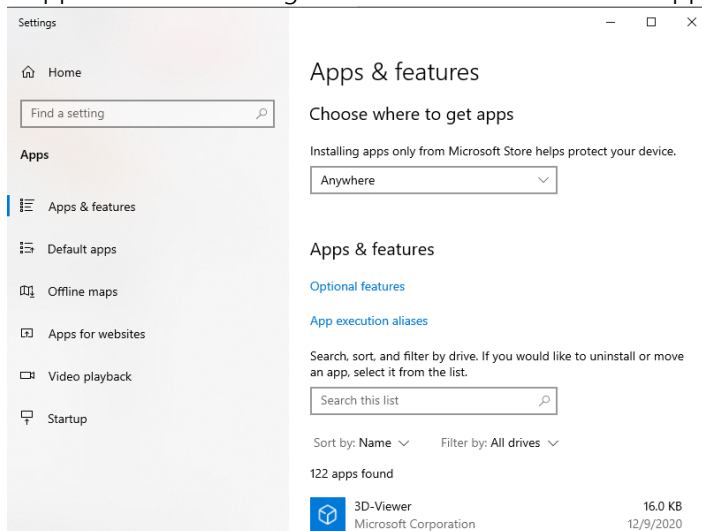 Settings
Home
Find a setting
Apps
Apps & features
Default apps
Offline maps
Apps for websites
Video playback
Startup
Apps & features
Choose where to get apps
Installing apps only from Microsoft Store helps protect your device.
Anywhere
Apps & features
Optional features
App execution aliases
Search, sort, and filter by drive. If you would like to uninstall or move
an app, select it from the list.
Search this list
Sort by: Name Filter by: All drives
122 apps found
3D-Viewer 16.0 KB
Microsoft Corporation 12/9/2020